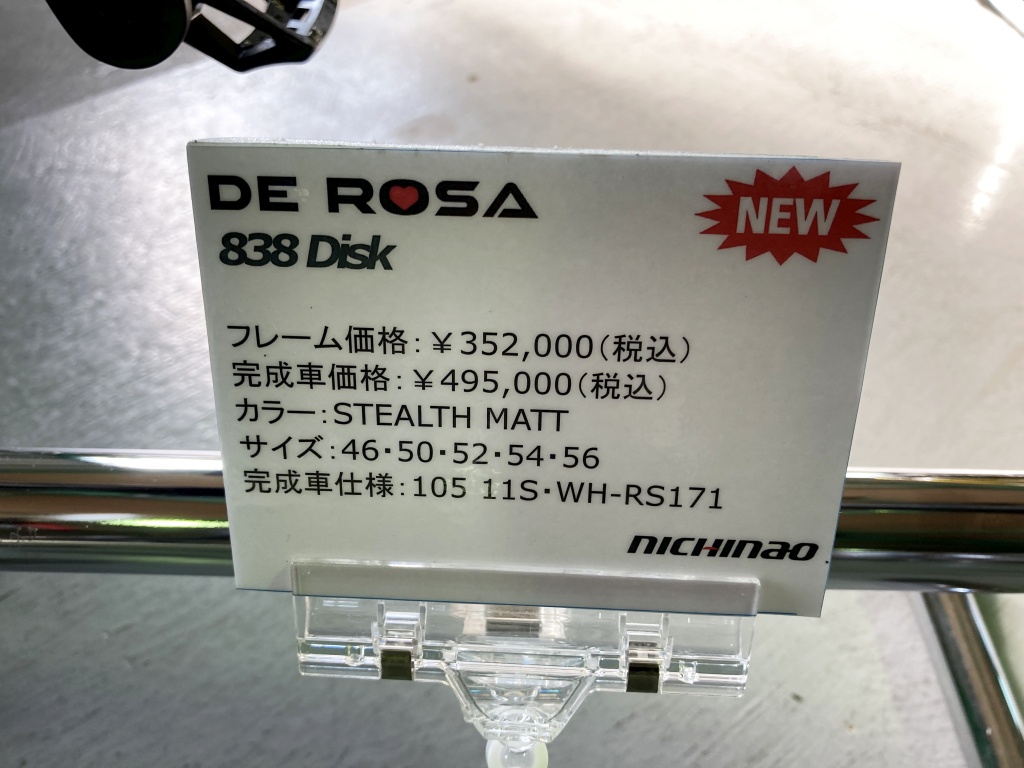 DE ROSA
NEW
838 Disk
フレーム価格:￥352,000(税込)
完成車価格:￥495,000(税込)
カラー:STEALTH MATT
サイズ:46・50・52・54・56
完成車仕様:105 11S・WH-RS171
NICHINAO